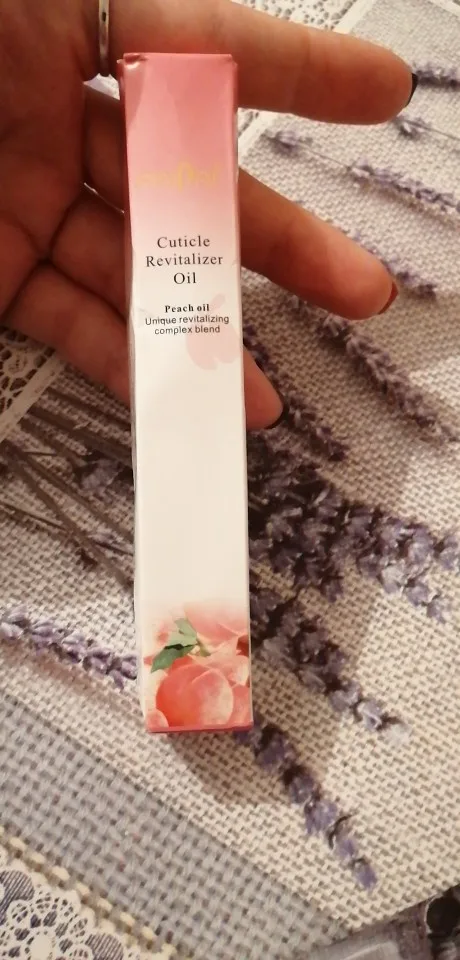 Cuticle
Revitalizer
Oil
Peach oil
Unique revitalizing
complex blend